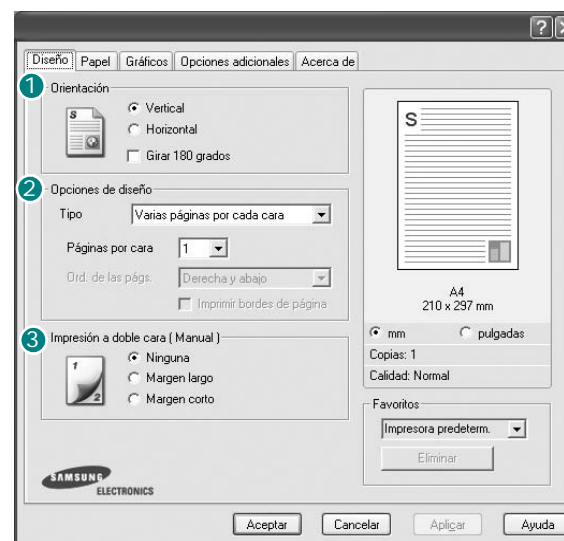 ?
Diseño Papel Gráficos Opciones adicionales Acerca de
1 Orientación
S
Vertical
Horizontal
Girar 180 grados
2 Opciones de diseño
Tipo Varias páginas por cada cara
Páginas por cara 1
Ord. de las págs. Derecha y abajo
Imprimir bordes de página
3 Impresión a doble cara ( Manual )
1
2
Ninguna
Margen largo
Margen corto
S
A4
210 x 297 mm
mm pulgadas
Copias: 1
Calidad: Normal
Favoritos
Impresora predeterm.
Eliminar
SAMSUNG
ELECTRONICS
Aceptar Cancelar Aplicar Ayuda